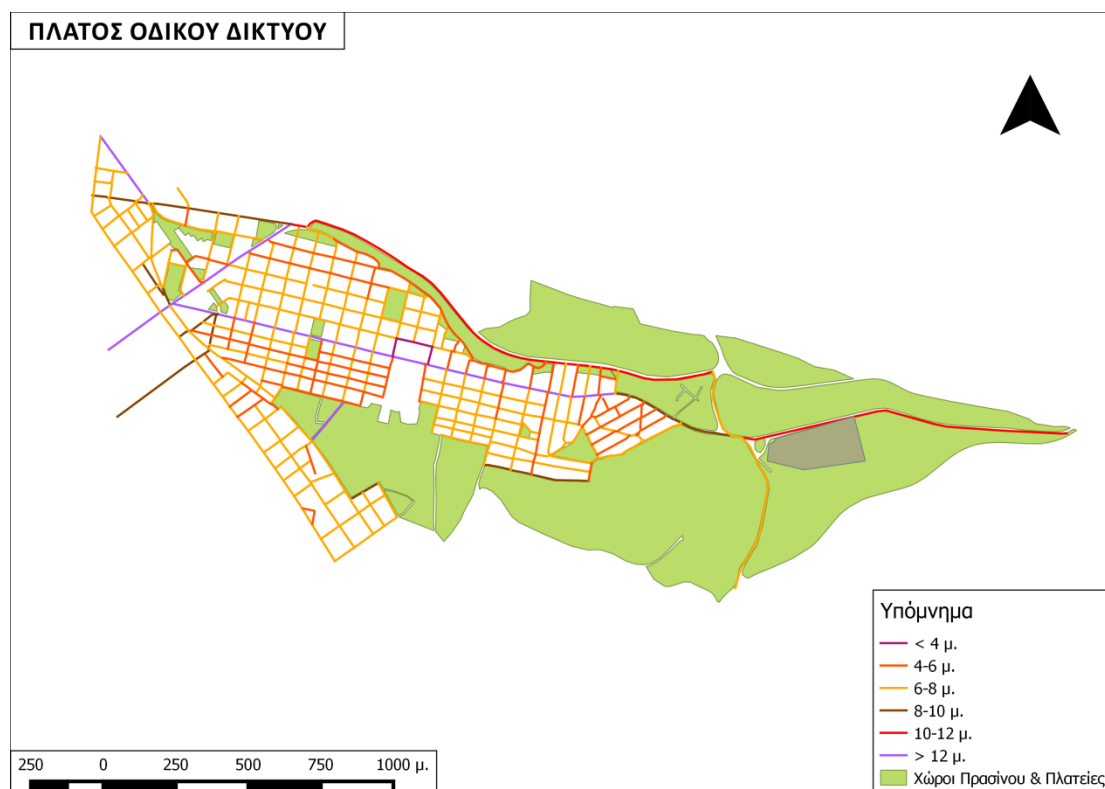 ΠΛΑΤΟΣ ΟΔΙΚΟΥ ΔΙΚΤΥΟΥ
Υπόμνημα
< 4 μ.
4-6 μ.
6-8 μ.
8-10 μ.
10-12 μ.
> 12 μ.
Χώροι Πρασίνου & Πλατείες
250 0 250 500 750 1000 μ.